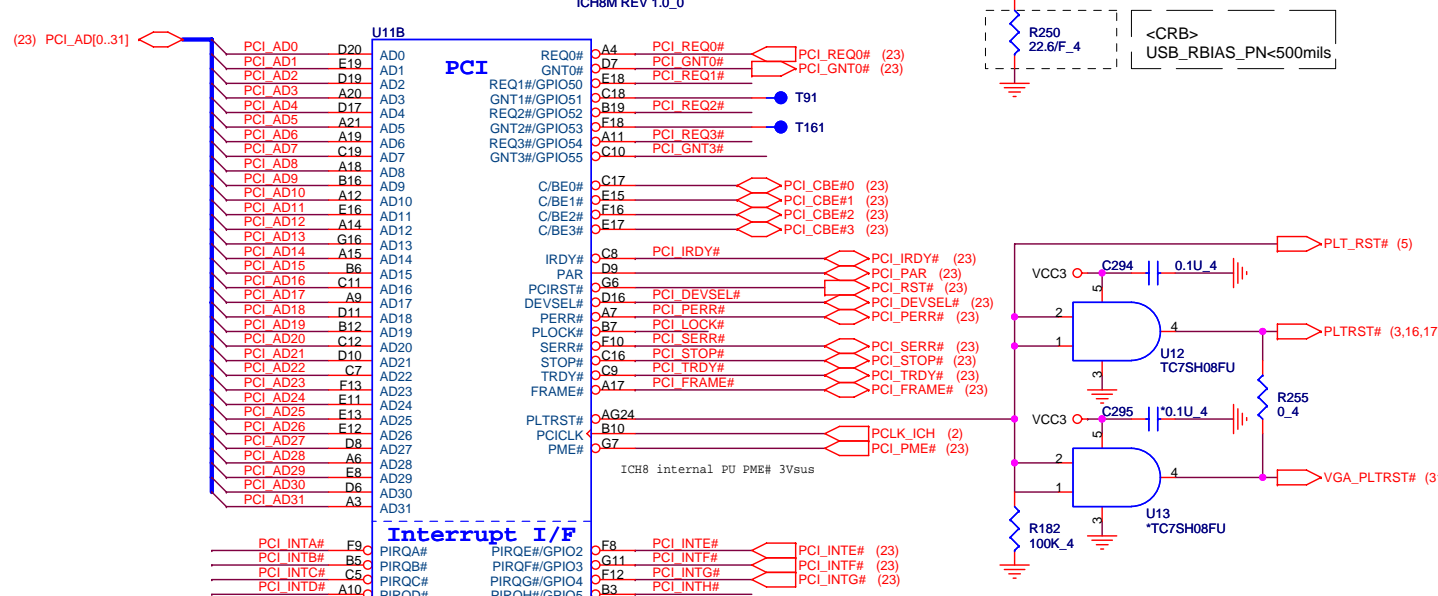 ICH8M REV 1.0_0
(23) PCI_AD[0..31]
U11B
PCI
PCI_AD0 D20 AD0
PCI_AD1 E19 AD1
PCI_AD2 D19 AD2
PCI_AD3 A20 AD3
PCI_AD4 D17 AD4
PCI_AD5 A21 AD5
PCI_AD6 A19 AD6
PCI_AD7 C19 AD7
PCI_AD8 A18 AD8
PCI_AD9 B16 AD9
PCI_AD10 A12 AD10
PCI_AD11 E16 AD11
PCI_AD12 A14 AD12
PCI_AD13 G16 AD13
PCI_AD14 A15 AD14
PCI_AD15 B6 AD15
PCI_AD16 C11 AD16
PCI_AD17 A9 AD17
PCI_AD18 D11 AD18
PCI_AD19 B12 AD19
PCI_AD20 C12 AD20
PCI_AD21 D10 AD21
PCI_AD22 C7 AD22
PCI_AD23 F13 AD23
PCI_AD24 E11 AD24
PCI_AD25 E13 AD25
PCI_AD26 E12 AD26
PCI_AD27 D8 AD27
PCI_AD28 A6 AD28
PCI_AD29 E8 AD29
PCI_AD30 D6 AD30
PCI_AD31 A3 AD31
REQ0# A4 PCI_REQ0# PCI_REQ0# (23)
GNT0# D7 PCI_GNT0# PCI_GNT0# (23)
REQ1#/GPIO50 E18 PCI_REQ1#
GNT1#/GPIO51 C18 T91
REQ2#/GPIO52 B19 PCI_REQ2#
GNT2#/GPIO53 F18 T161
REQ3#/GPIO54 A11 PCI_REQ3#
GNT3#/GPIO55 C10 PCI_GNT3#
C/BE0# C17 PCI_CBE#0 (23)
C/BE1# E15 PCI_CBE#1 (23)
C/BE2# F16 PCI_CBE#2 (23)
C/BE3# E17 PCI_CBE#3 (23)
IRDY# C8 PCI_IRDY# PCI_IRDY# (23)
PAR D9 PCI_PAR (23)
PCIRST# G6 PCI_RST# (23)
DEVSEL# D16 PCI_DEVSEL# PCI_DEVSEL# (23)
PERR# A7 PCI_PERR# PCI_PERR# (23)
PLOCK# B7 PCI_LOCK#
SERR# F10 PCI_SERR# PCI_SERR# (23)
STOP# C16 PCI_STOP# PCI_STOP# (23)
TRDY# C9 PCI_TRDY# PCI_TRDY# (23)
FRAME# A17 PCI_FRAME# PCI_FRAME# (23)
PLTRST# AG24
PCICLK B10 PCLK_ICH (2)
PME# G7 PCI_PME# (23)
ICH8 internal PU PME# 3Vsus
Interrupt I/F
PCI_INTA# F9 PIRQA#
PCI_INTB# B5 PIRQB#
PCI_INTC# C5 PIRQC#
PCI_INTD# A10 PIRQD#
PIRQE#/GPIO2 F8 PCI_INTE# PCI_INTE# (23)
PIRQF#/GPIO3 G11 PCI_INTF# PCI_INTF# (23)
PIRQG#/GPIO4 F12 PCI_INTG# PCI_INTG# (23)
PIRQH#/GPIO5 B3 PCI_INTH#
R250
22.6/F_4
<CRB>
USB_RBIAS_PN<500mils
PLT_RST# (5)
VCC3 C294 0.1U_4
5
2
1
4
3
U12
TC7SH08FU
PLTRST# (3,16,17
R255
0_4
VCC3 C295 *0.1U_4
5
2
1
4
3
U13
*TC7SH08FU
VGA_PLTRST# (3
R182
100K_4